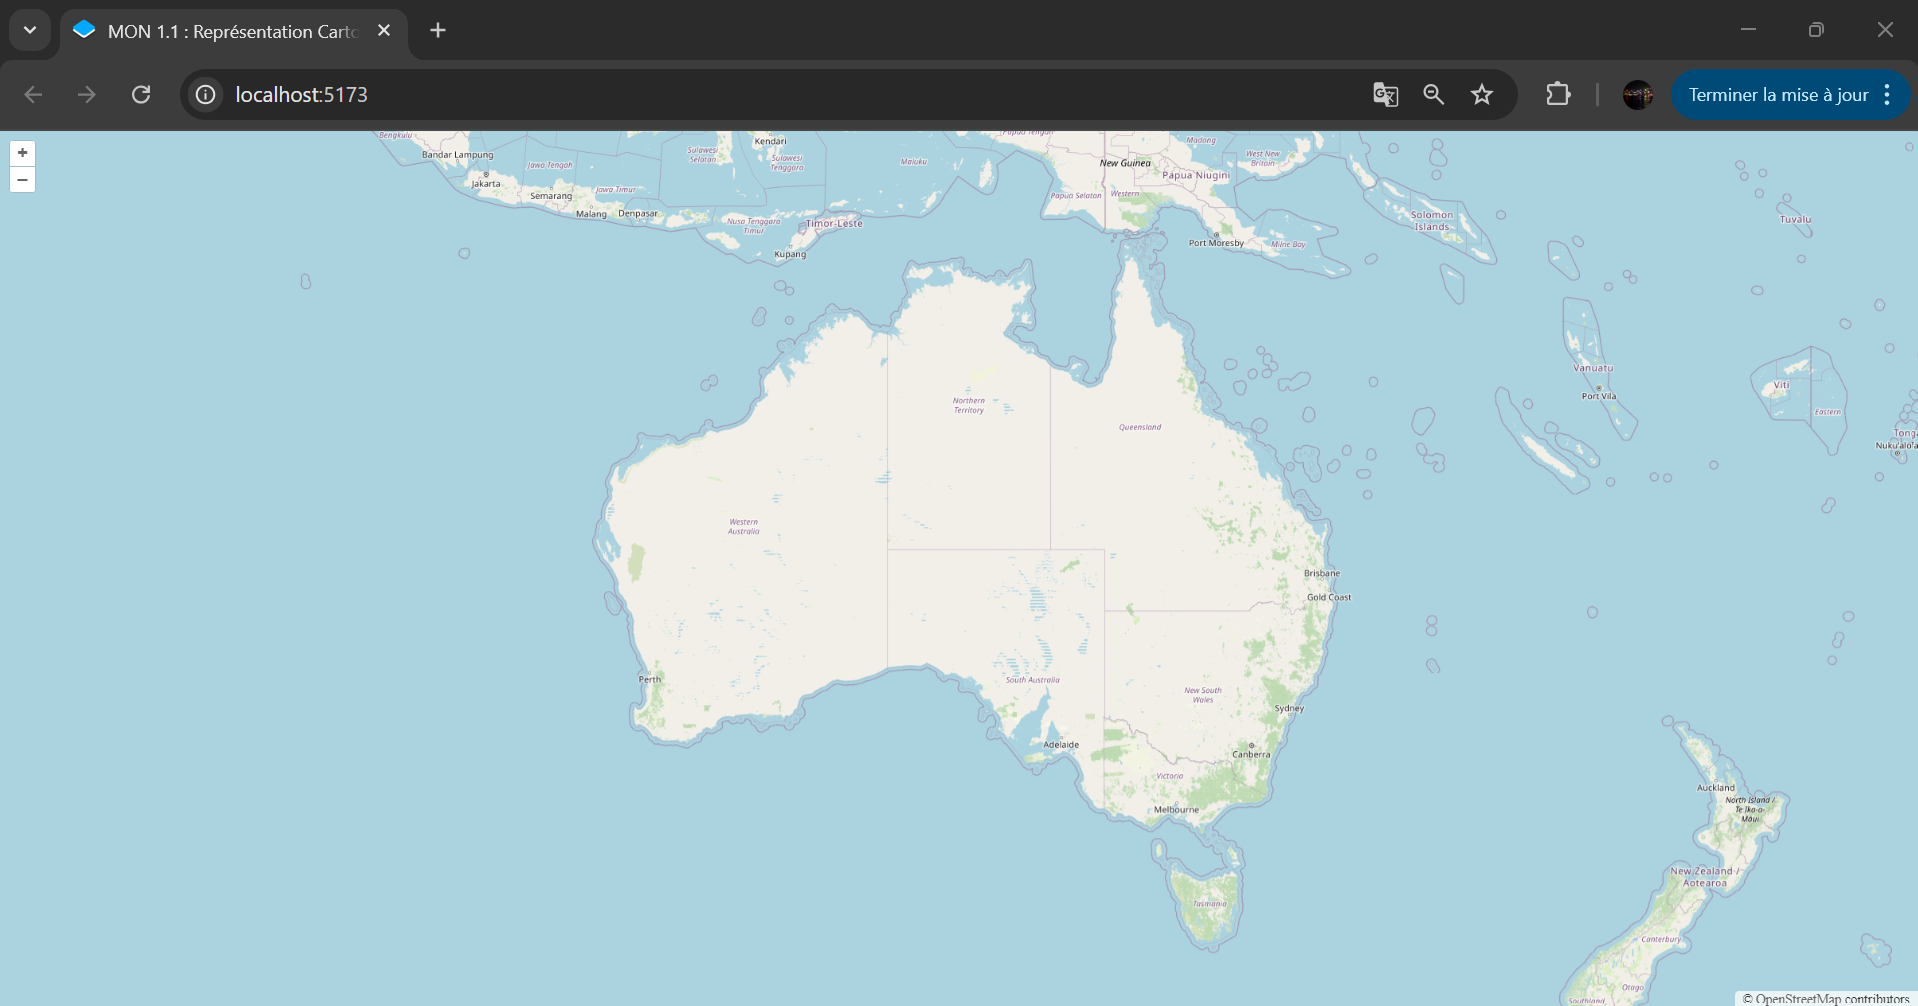 MON 1.1 : Représentation Carto
localhost:5173
Terminer la mise à jour
+
−
Bengkulu
Bandar Lampung
Jakarta
Jawa Tengah
Semarang
Jawa Timur
Malang
Denpasar
Sulawesi
Selatan
Kendari
Sulawesi
Tenggara
Nusa Tenggara
Timur
Timor-Leste
Kupang
Maluku
Papua Tengah
New Guinea
Papua Selatan
Western
Madang
Papua Niugini
West New
Britain
Port Moresby
Milne Bay
Solomon
Islands
Tuvalu
Vanuatu
Port Vila
Viti
Eastern
Tonga
Nuku'alofa
Northern
Territory
Queensland
Western
Australia
Brisbane
Gold Coast
Perth
South Australia
New South
Wales
Sydney
Adelaide
Canberra
Victoria
Melbourne
Tasmania
Auckland
North Island /
Te Ika-a-
Māui
New Zealand /
Aotearoa
Canterbury
Otago
Southland
© OpenStreetMap contributors